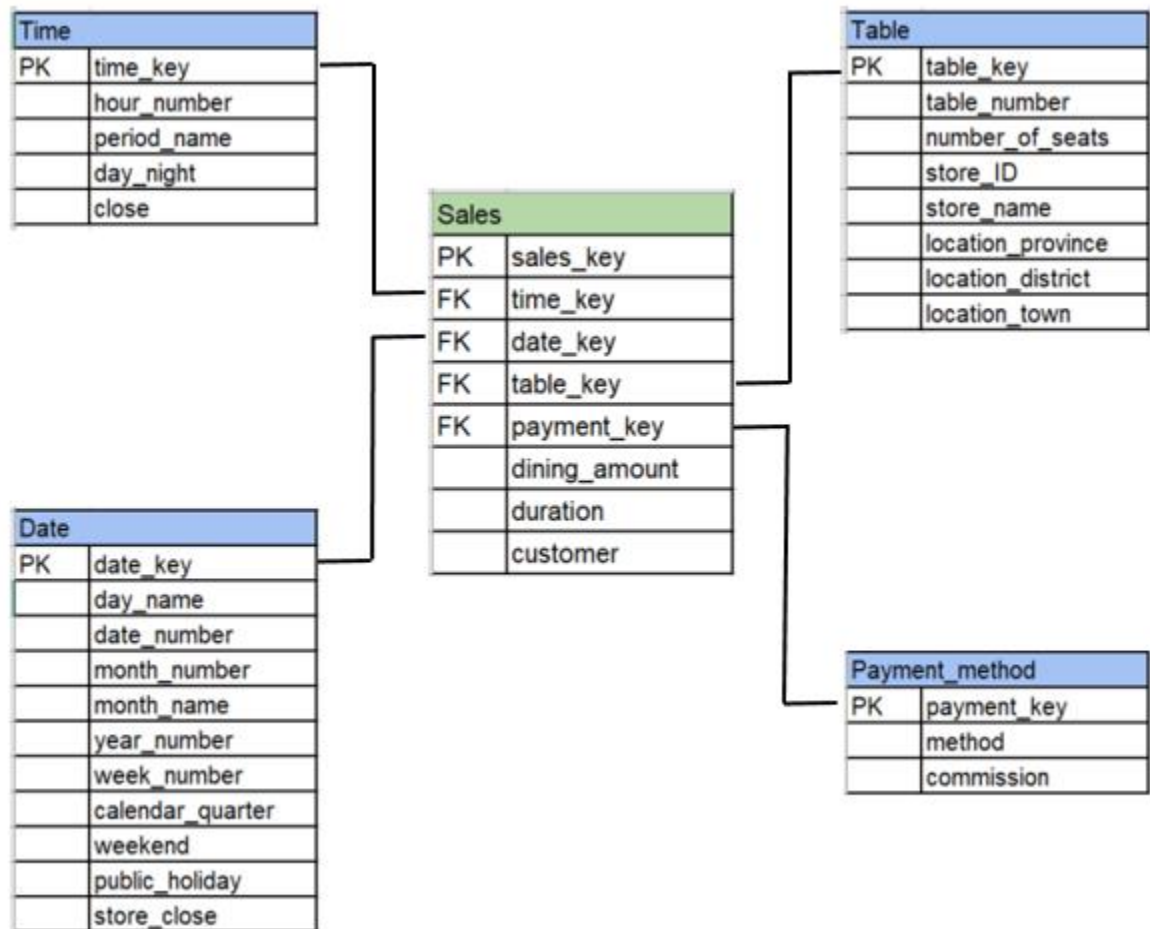 Time
PK time_key
hour_number
period_name
day_night
close
Table
PK table_key
table_number
number_of_seats
store_ID
store_name
location_province
location_district
location_town
Sales
PK sales_key
FK time_key
FK date_key
FK table_key
FK payment_key
dining_amount
duration
customer
Date
PK date_key
day_name
date_number
month_number
month_name
year_number
week_number
calendar_quarter
weekend
public_holiday
store_close
Payment_method
PK payment_key
method
commission